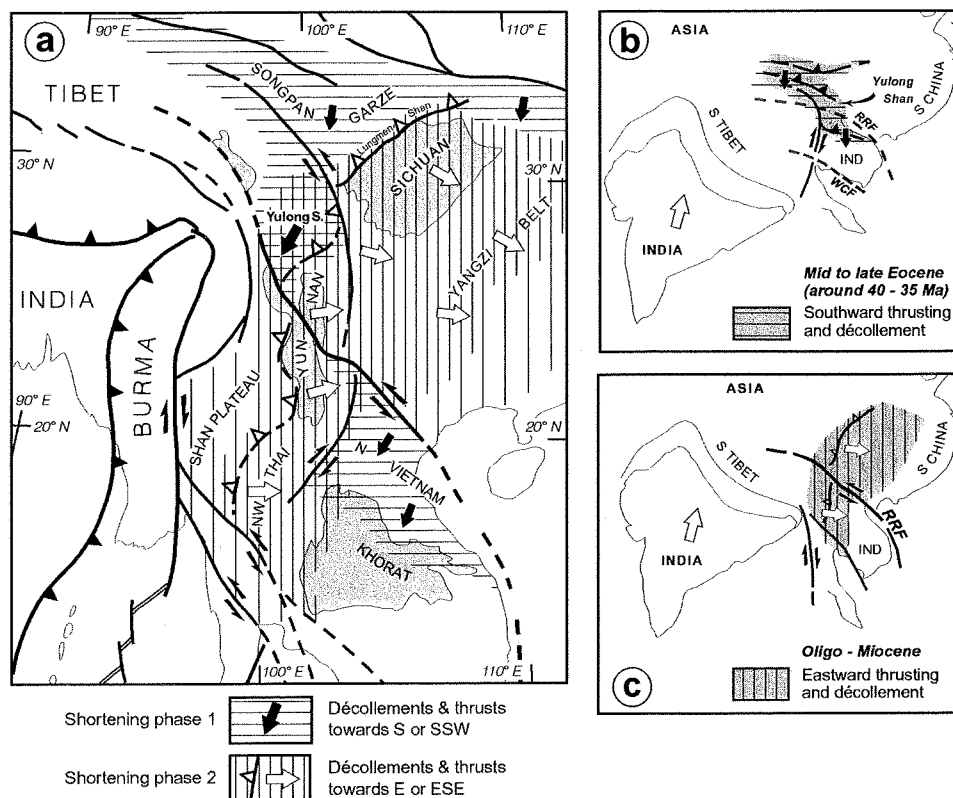 a
90° E
100° E
110° E
TIBET
SONGPAN
GARZE
Lungmen Shan
SICHUAN
30° N
30° N
Yulong S.
YANGZI BELT
INDIA
BURMA
YUN NAN
SHAN PLATEAU
90° E
20° N
20° N
NW THAI
N VIETNAM
KHORAT
100° E
110° E
Shortening phase 1
Décollements & thrusts
towards S or SSW
Shortening phase 2
Décollements & thrusts
towards E or ESE
b
ASIA
Yulong
Shan
S CHINA
RRF
S TIBET
IND
WCF
INDIA
Mid to late Eocene
(around 40 - 35 Ma)
Southward thrusting
and décollement
ASIA
S CHINA
S TIBET
RRF
IND
INDIA
Oligo - Miocene
c
Eastward thrusting
and décollement